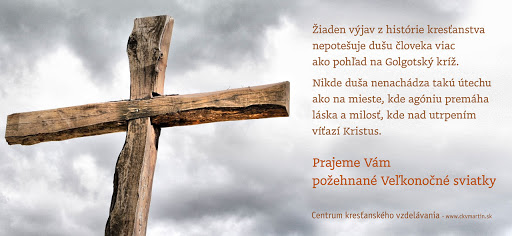 Žiaden výjav z histórie kresťanstva
nepotešuje dušu človeka viac
ako pohľad na Golgotský kríž.
Nikde duša nenachádza takú útechu
ako na mieste, kde agóniu premáha
láska a milosť, kde nad utrpením
víťazí Kristus.
Prajeme Vám
požehnané Veľkonočné sviatky
Centrum kresťanského vzdelávania - www.ckvmartin.sk